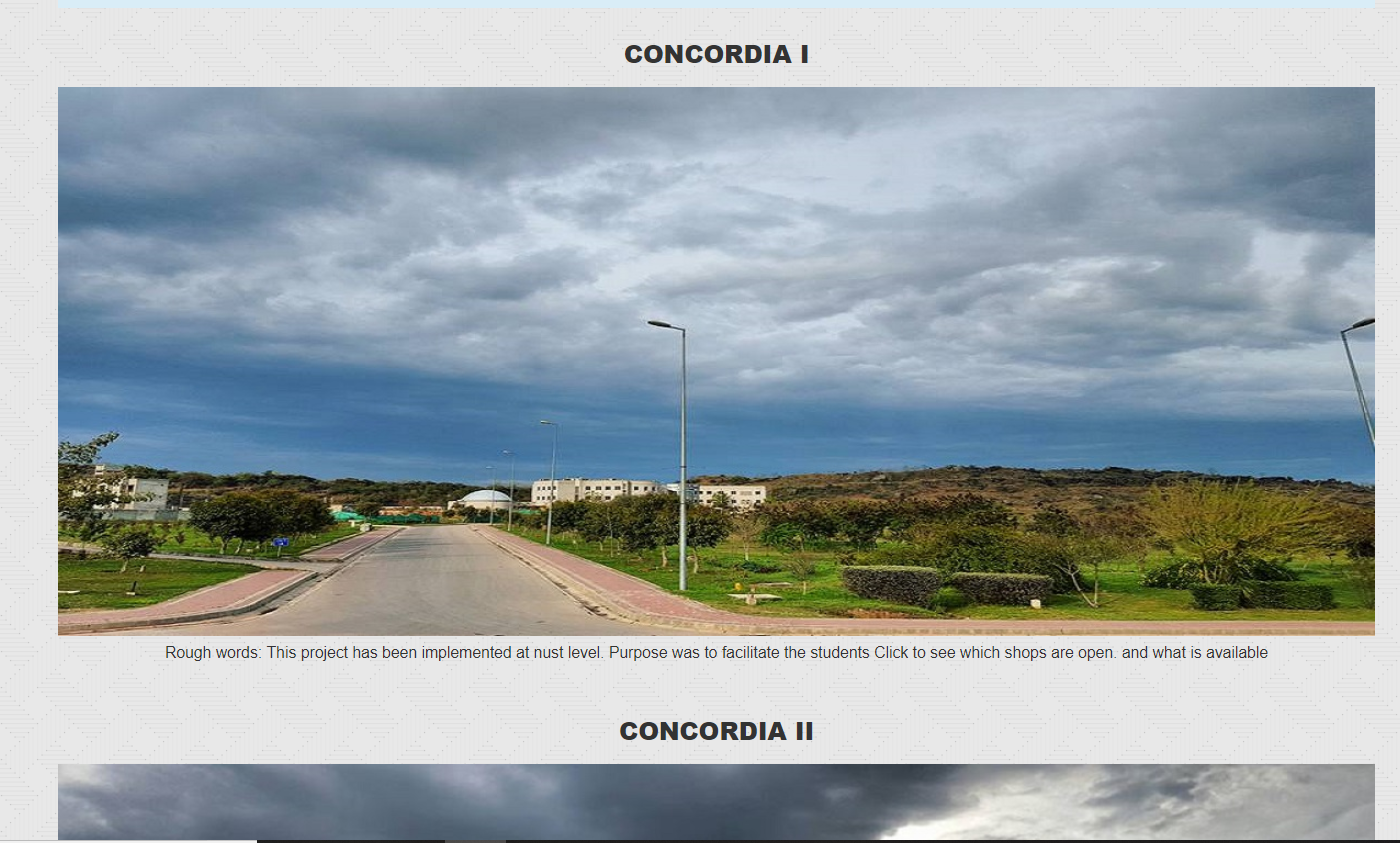 CONCORDIA I
Rough words: This project has been implemented at nust level. Purpose was to facilitate the students Click to see which shops are open. and what is available
CONCORDIA II